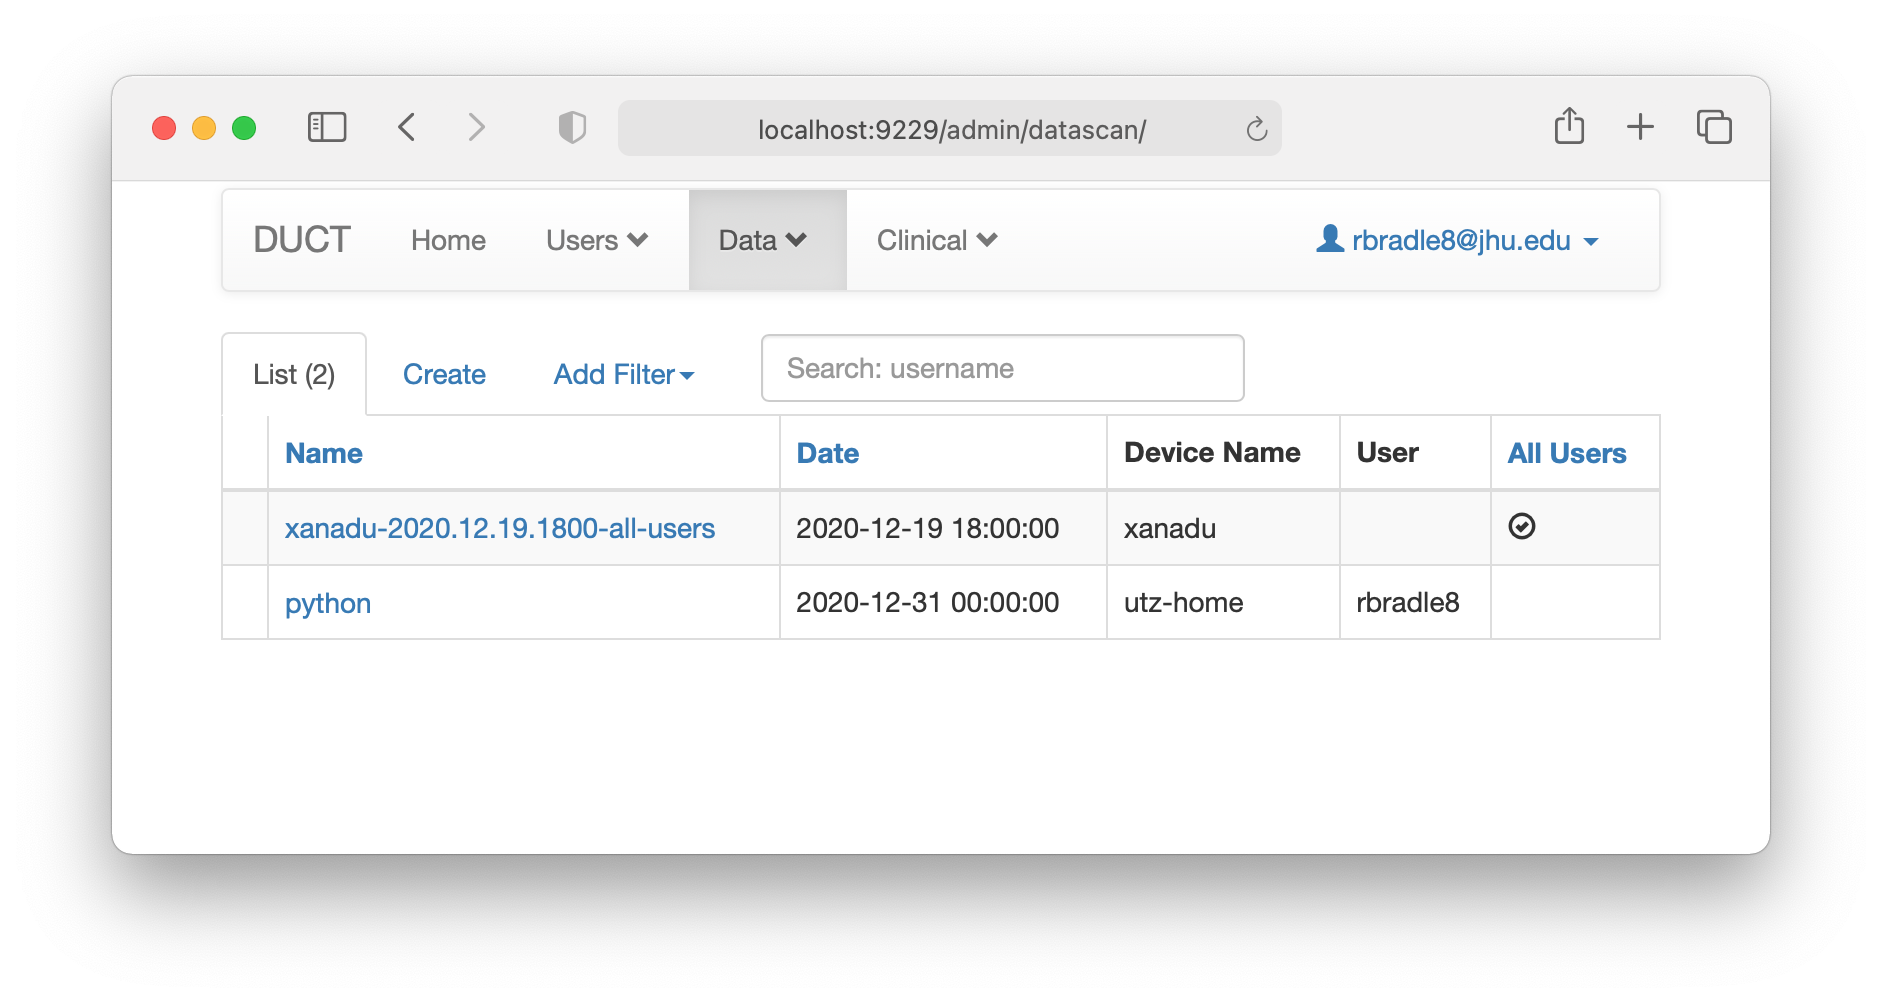 localhost:9229/admin/datascan/
DUCT Home Users Data Clinical rbradle8@jhu.edu
List (2) Create Add Filter Search: username
Name Date Device Name User All Users
xanadu-2020.12.19.1800-all-users 2020-12-19 18:00:00 xanadu
python 2020-12-31 00:00:00 utz-home rbradle8